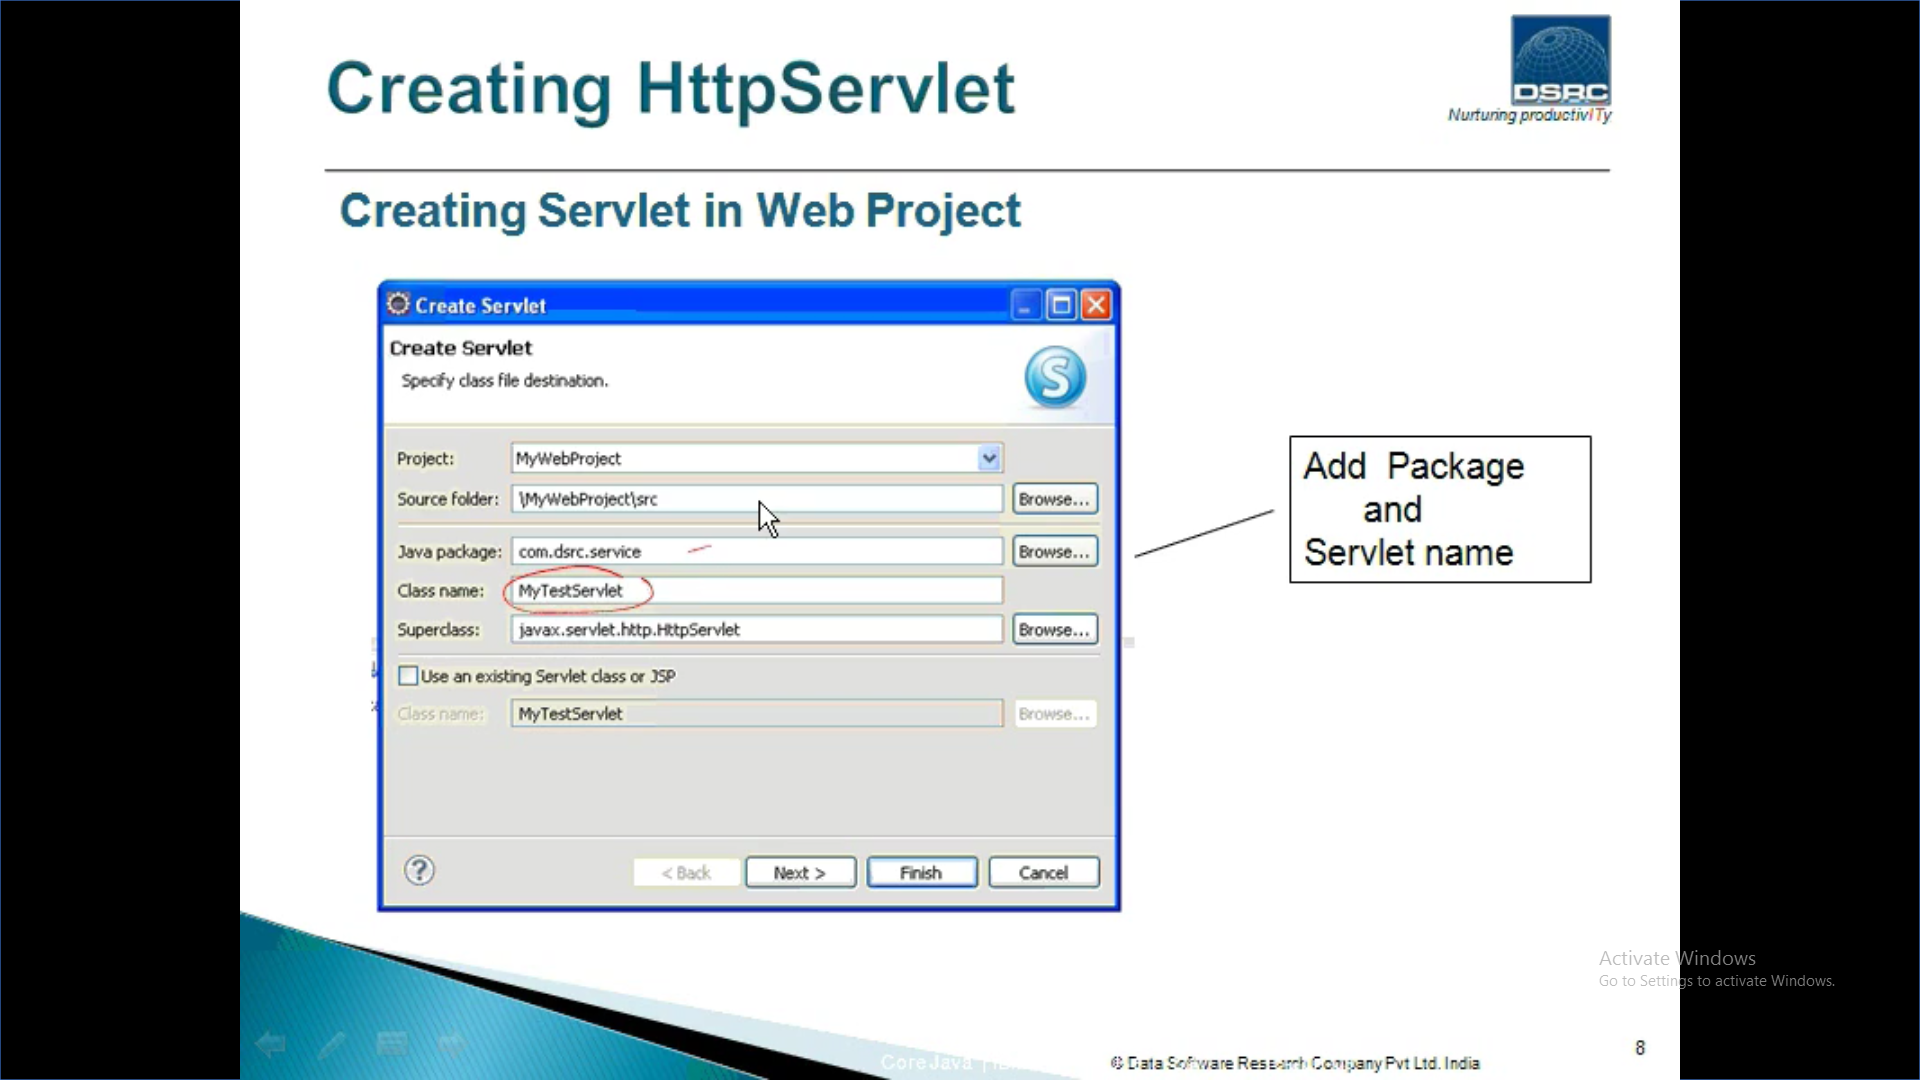 Creating HttpServlet
DSRC
Nurturing productivITy
Creating Servlet in Web Project
Create Servlet
Create Servlet
Specify class file destination.
S
Project: MyWebProject
Source folder: \MyWebProject\src Browse...
Java package: com.dsrc.service Browse...
Class name: MyTestServlet
Superclass: javax.servlet.http.HttpServlet Browse...
Use an existing Servlet class or JSP
Class name: MyTestServlet Browse...
? < Back Next > Finish Cancel
Add Package
and
Servlet name
Activate Windows
Go to Settings to activate Windows.
8
Core Java
© Data Software Research Company Pvt Ltd. India